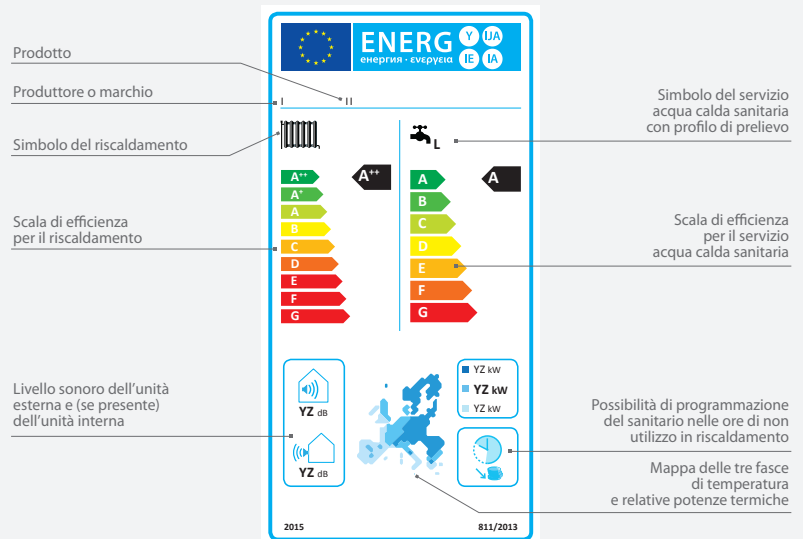 ENERG
енергия · ενεργεια
Y IJA
IE IA
Prodotto
Produttore o marchio
I II
Simbolo del riscaldamento
Simbolo del servizio
acqua calda sanitaria
con profilo di prelievo
L
A++
A+
A
B
C
D
E
F
G
A++
A
B
C
D
E
F
G
A
Scala di efficienza
per il riscaldamento
Scala di efficienza
per il servizio
acqua calda sanitaria
Livello sonoro dell’unità
esterna e (se presente)
dell’unità interna
YZ dB
YZ dB
YZ kW
YZ kW
YZ kW
Possibilità di programmazione
del sanitario nelle ore di non
utilizzo in riscaldamento
Mappa delle tre fasce
di temperatura
e relative potenze termiche
2015
811/2013